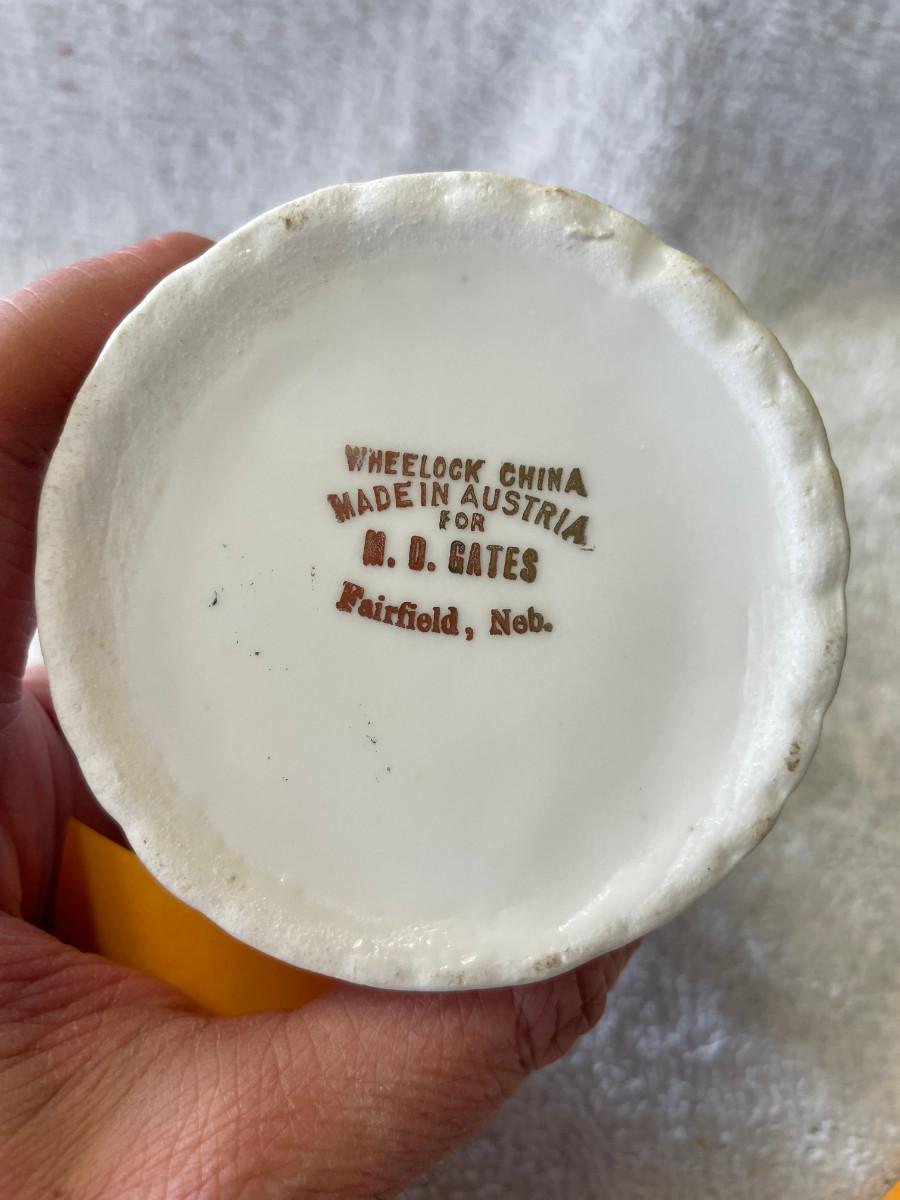 WHEELOCK CHINA
MADE IN AUSTRIA
FOR
M. D. GATES
Fairfield, Neb.